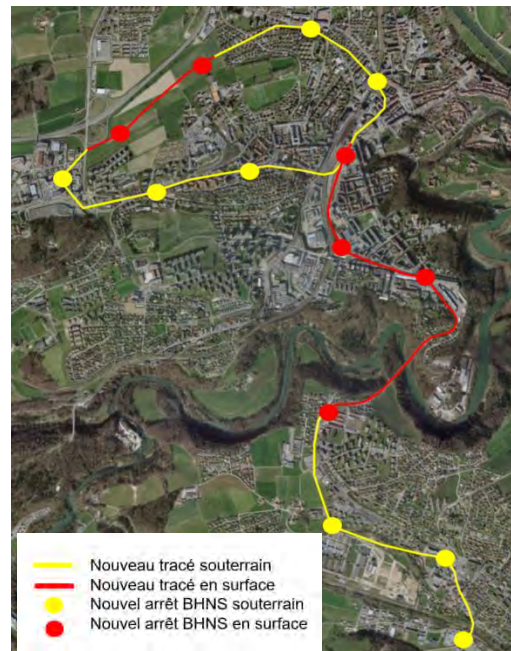 Nouveau tracé souterrain
Nouveau tracé en surface
Nouvel arrêt BHNS souterrain
Nouvel arrêt BHNS en surface